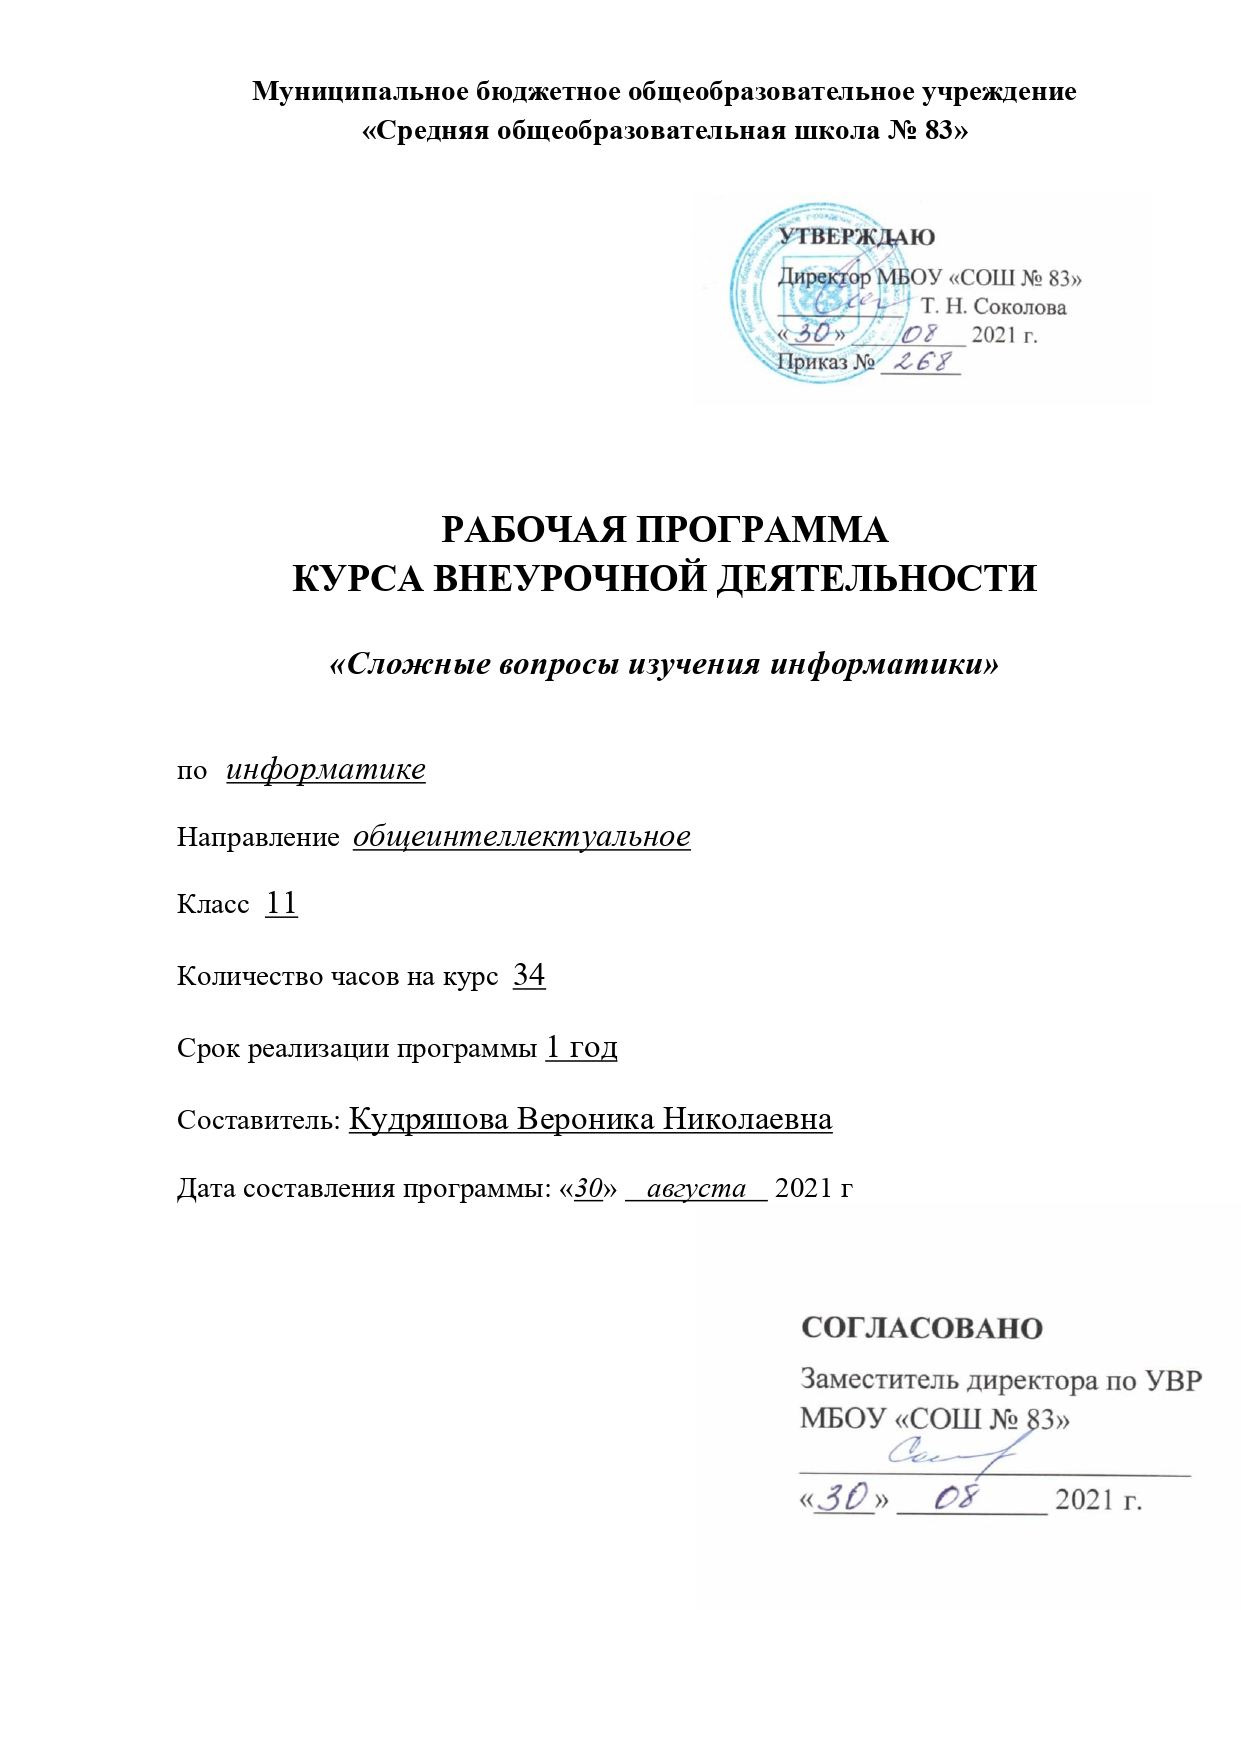 Муниципальное бюджетное общеобразовательное учреждение
«Средняя общеобразовательная школа № 83»
УТВЕРЖДАЮ
Директор МБОУ «СОШ № 83»
Т. Н. Соколова
«30» 08 2021 г.
Приказ № 268
РАБОЧАЯ ПРОГРАММА
КУРСА ВНЕУРОЧНОЙ ДЕЯТЕЛЬНОСТИ
«Сложные вопросы изучения информатики»
по информатике
Направление общеинтеллектуальное
Класс 11
Количество часов на курс 34
Срок реализации программы 1 год
Составитель: Кудряшова Вероника Николаевна
Дата составления программы: «30» августа 2021 г
СОГЛАСОВАНО
Заместитель директора по УВР
МБОУ «СОШ № 83»
«30» 08 2021 г.